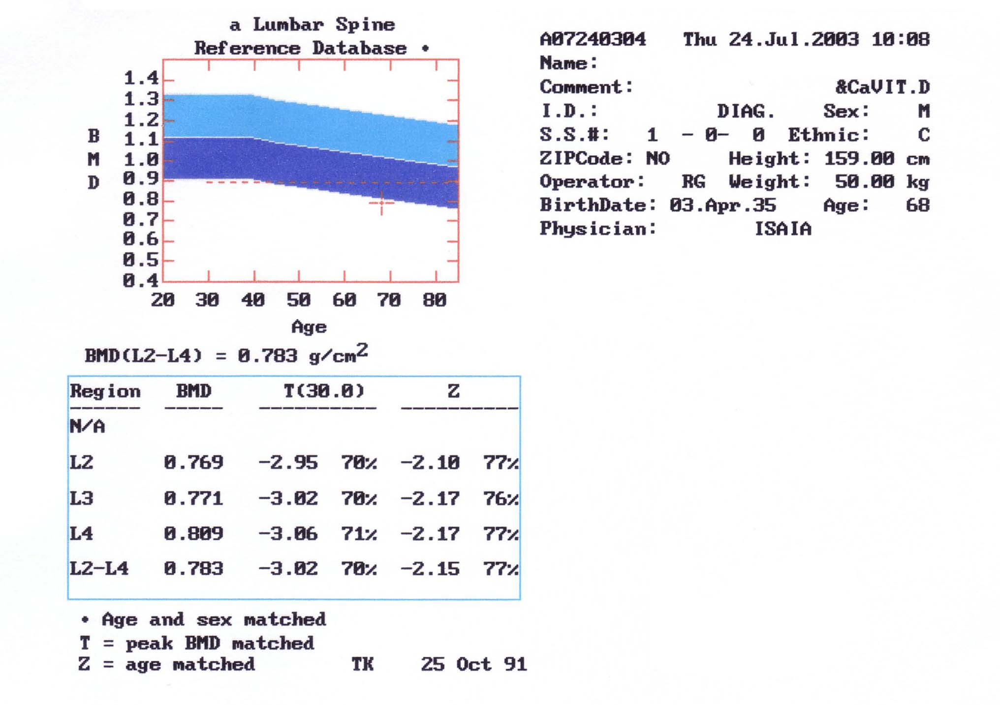 a Lumbar Spine
Reference Database •
1.4
1.3
1.2
1.1
1.0
0.9
0.8
0.7
0.6
0.5
0.4
B
M
D
20 30 40 50 60 70 80
Age
BMD(L2-L4) = 0.783 g/cm²
Region BMD T(30.0) Z
N/A
L2 0.769 -2.95 70% -2.10 77%
L3 0.771 -3.02 70% -2.17 76%
L4 0.809 -3.06 71% -2.17 77%
L2-L4 0.783 -3.02 70% -2.15 77%
• Age and sex matched
T = peak BMD matched
Z = age matched TK 25 Oct 91
A07240304 Thu 24.Jul.2003 10:08
Name:
Comment: &CaVIT.D
I.D.: DIAG. Sex: M
S.S.#: 1 - 0- 0 Ethnic: C
ZIPCode: NO Height: 159.00 cm
Operator: RG Weight: 50.00 kg
BirthDate: 03.Apr.35 Age: 68
Physician: ISAIA